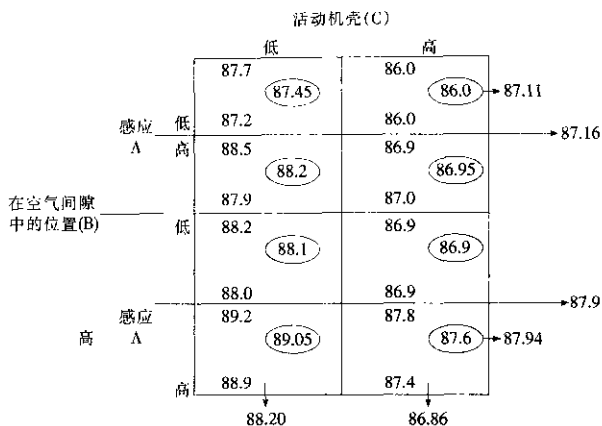 活动机壳(C)
低 高
87.7 86.0
87.45 86.0 87.11
感应 低 87.2 86.0 87.16
A 高 88.5 86.9
88.2 86.95
在空气间隙 87.9 87.0
中的位置(B) 低 88.2 86.9
88.1 86.9
88.0 86.9 87.9
感应 89.2 87.8
高 A 89.05 87.6 87.94
高 88.9 87.4
88.20 86.86